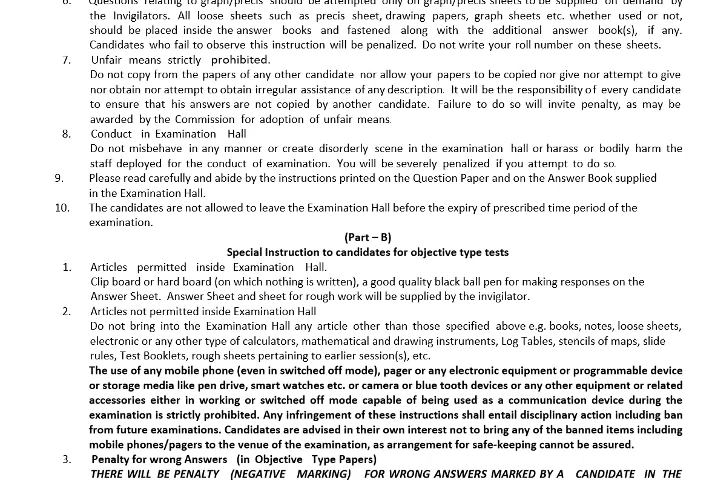 6. Questions relating to graph/precis should be attempted only on graph/precis sheets to be supplied on demand by
the Invigilators. All loose sheets such as precis sheet, drawing papers, graph sheets etc. whether used or not,
should be placed inside the answer books and fastened along with the additional answer book(s), if any.
Candidates who fail to observe this instruction will be penalized. Do not write your roll number on these sheets.
7. Unfair means strictly prohibited.
Do not copy from the papers of any other candidate nor allow your papers to be copied nor give nor attempt to give
nor obtain nor attempt to obtain irregular assistance of any description. It will be the responsibility of every candidate
to ensure that his answers are not copied by another candidate. Failure to do so will invite penalty, as may be
awarded by the Commission for adoption of unfair means.
8. Conduct in Examination Hall
Do not misbehave in any manner or create disorderly scene in the examination hall or harass or bodily harm the
staff deployed for the conduct of examination. You will be severely penalized if you attempt to do so.
9. Please read carefully and abide by the instructions printed on the Question Paper and on the Answer Book supplied
in the Examination Hall.
10. The candidates are not allowed to leave the Examination Hall before the expiry of prescribed time period of the
examination.
(Part – B)
Special Instruction to candidates for objective type tests
1. Articles permitted inside Examination Hall.
Clip board or hard board (on which nothing is written), a good quality black ball pen for making responses on the
Answer Sheet. Answer Sheet and sheet for rough work will be supplied by the invigilator.
2. Articles not permitted inside Examination Hall
Do not bring into the Examination Hall any article other than those specified above e.g. books, notes, loose sheets,
electronic or any other type of calculators, mathematical and drawing instruments, Log Tables, stencils of maps, slide
rules, Test Booklets, rough sheets pertaining to earlier session(s), etc.
The use of any mobile phone (even in switched off mode), pager or any electronic equipment or programmable device
or storage media like pen drive, smart watches etc. or camera or blue tooth devices or any other equipment or related
accessories either in working or switched off mode capable of being used as a communication device during the
examination is strictly prohibited. Any infringement of these instructions shall entail disciplinary action including ban
from future examinations. Candidates are advised in their own interest not to bring any of the banned items including
mobile phones/pagers to the venue of the examination, as arrangement for safe-keeping cannot be assured.
3. Penalty for wrong Answers (in Objective Type Papers)
THERE WILL BE PENALTY (NEGATIVE MARKING) FOR WRONG ANSWERS MARKED BY A CANDIDATE IN THE